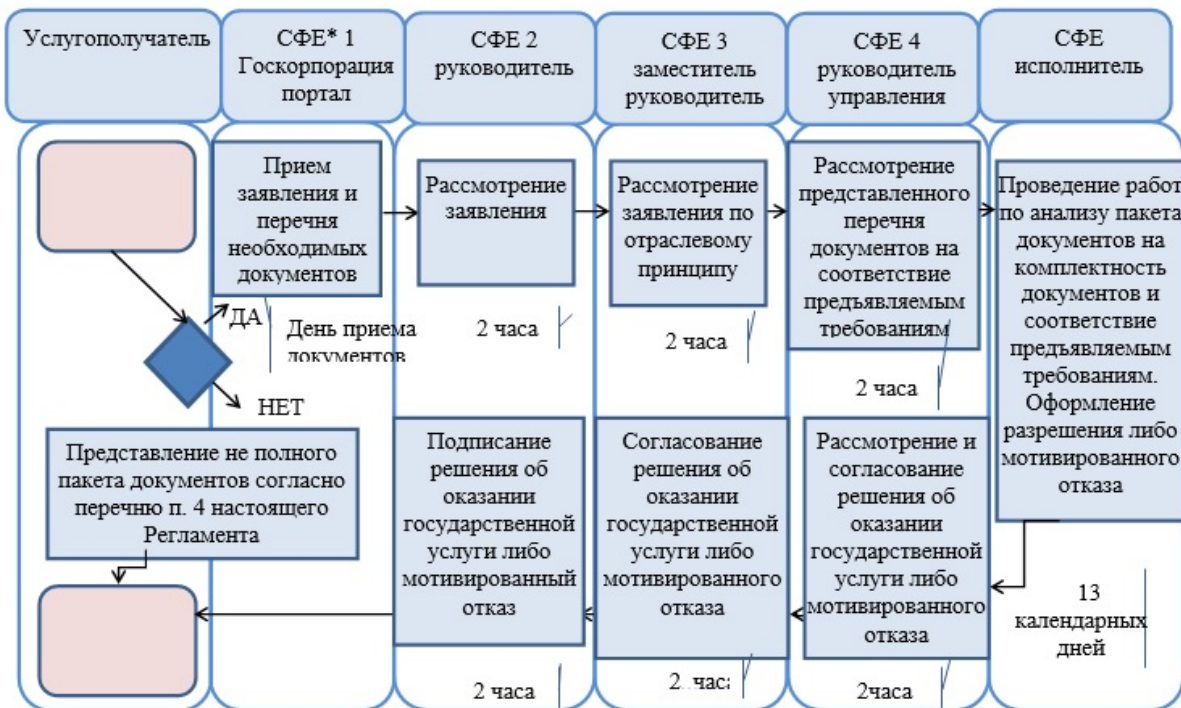 Услугополучатель
СФЕ* 1
Госкорпорация
портал
СФЕ 2
руководитель
СФЕ 3
заместитель
руководитель
СФЕ 4
руководитель
управления
СФЕ
исполнитель
Прием
заявления и
перечня
необходимых
документов
Рассмотрение
заявления
Рассмотрение
заявления по
отраслевому
принципу
Рассмотрение
представленного
перечня
документов на
соответствие
предъявляемым
требованиям
Проведение работ
по анализу пакета
документов на
комплектность
документов и
соответствие
предъявляемым
требованиям.
Оформление
разрешения либо
мотивированного
отказа
ДА
День приема
документов
2 часа
2 часа
2 часа
НЕТ
Представление не полного
пакета документов согласно
перечню п. 4 настоящего
Регламента
Подписание
решения об
оказании
государственной
услуги либо
мотивированный
отказ
Согласование
решения об
оказании
государственной
услуги либо
мотивированного
отказа
Рассмотрение и
согласование
решения об
оказании
государственной
услуги либо
мотивированного
отказа
13
календарных
дней
2 часа
2 часа
2часа